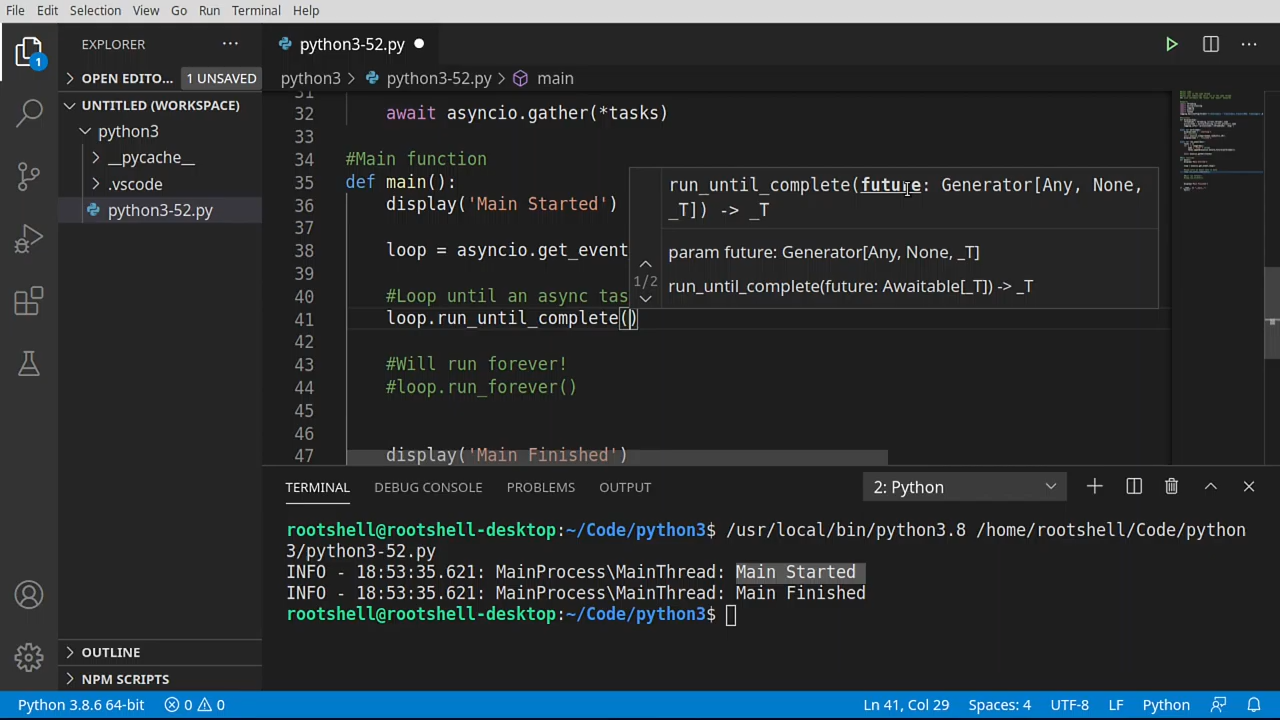 File Edit Selection View Go Run Terminal Help
EXPLORER
python3-52.py
OPEN EDITO... 1 UNSAVED
python3 > python3-52.py > main
UNTITLED (WORKSPACE)
python3
__pycache__
.vscode
python3-52.py
31
32 await asyncio.gather(*tasks)
33
34 #Main function
35 def main():
36 display('Main Started')
37
38 loop = asyncio.get_event
39
40 #Loop until an async tas
41 loop.run_until_complete()
42
43 #Will run forever!
44 #loop.run_forever()
45
46
47 display('Main Finished')
run_until_complete(future: Generator[Any, None,
_T]) -> _T
param future: Generator[Any, None, _T]
1/2
run_until_complete(future: Awaitable[_T]) -> _T
1
TERMINAL DEBUG CONSOLE PROBLEMS OUTPUT 2: Python
rootshell@rootshell-desktop:~/Code/python3$ /usr/local/bin/python3.8 /home/rootshell/Code/python
3/python3-52.py
INFO - 18:53:35.621: MainProcess\MainThread: Main Started
INFO - 18:53:35.621: MainProcess\MainThread: Main Finished
rootshell@rootshell-desktop:~/Code/python3$
OUTLINE
NPM SCRIPTS
Python 3.8.6 64-bit 0 0 Ln 41, Col 29 Spaces: 4 UTF-8 LF Python